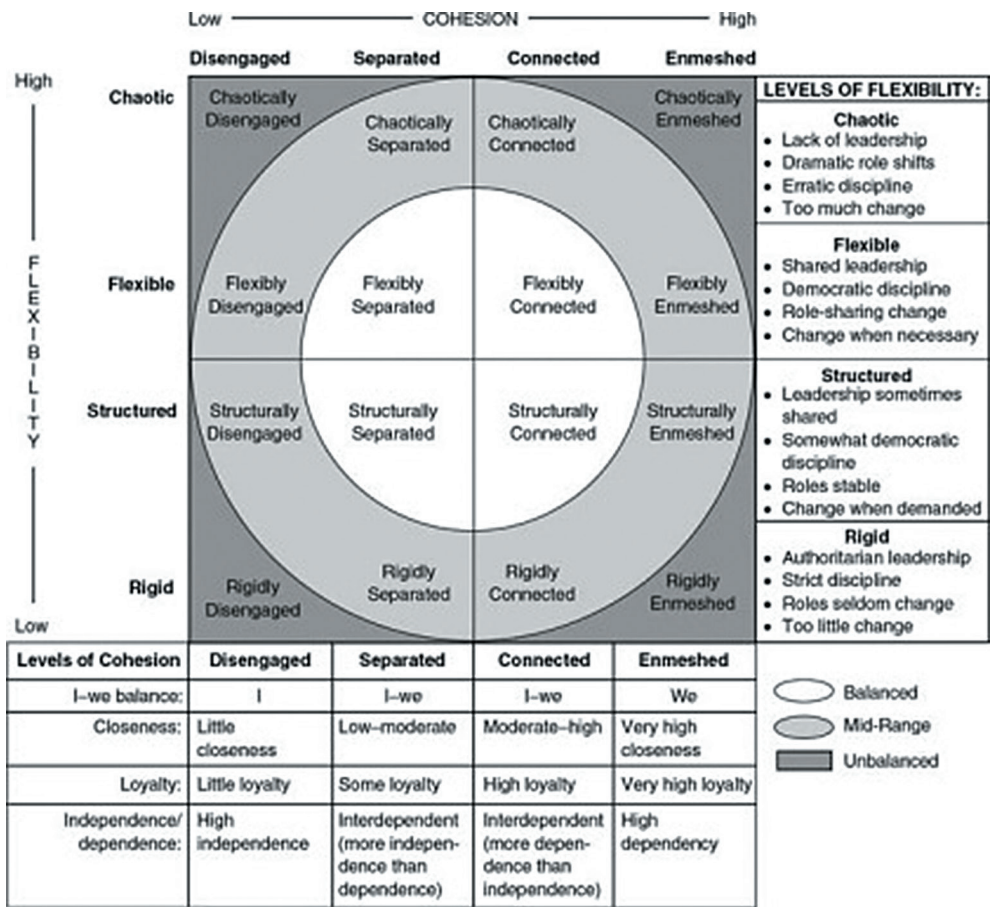 Low COHESION High
Disengaged Separated Connected Enmeshed
High
FLEXIBILITY
Low
Chaotic
Chaotically
Disengaged
Chaotically
Separated
Chaotically
Connected
Chaotically
Enmeshed
Flexible
Flexibly
Disengaged
Flexibly
Separated
Flexibly
Connected
Flexibly
Enmeshed
Structured
Structurally
Disengaged
Structurally
Separated
Structurally
Connected
Structurally
Enmeshed
Rigid
Rigidly
Disengaged
Rigidly
Separated
Rigidly
Connected
Rigidly
Enmeshed
LEVELS OF FLEXIBILITY:
Chaotic
• Lack of leadership
• Dramatic role shifts
• Erratic discipline
• Too much change
Flexible
• Shared leadership
• Democratic discipline
• Role-sharing change
• Change when necessary
Structured
• Leadership sometimes
shared
• Somewhat democratic
discipline
• Roles stable
• Change when demanded
Rigid
• Authoritarian leadership
• Strict discipline
• Roles seldom change
• Too little change
Levels of Cohesion Disengaged Separated Connected Enmeshed
I–we balance: I I–we I–we We
Closeness:
Little
closeness
Low–moderate
Moderate–high
Very high
closeness
Loyalty: Little loyalty Some loyalty High loyalty Very high loyalty
Independence/
dependence:
High
independence
Interdependent
(more indepen-
dence than
dependence)
Interdependent
(more depen-
dence than
independence)
High
dependency
Balanced
Mid-Range
Unbalanced